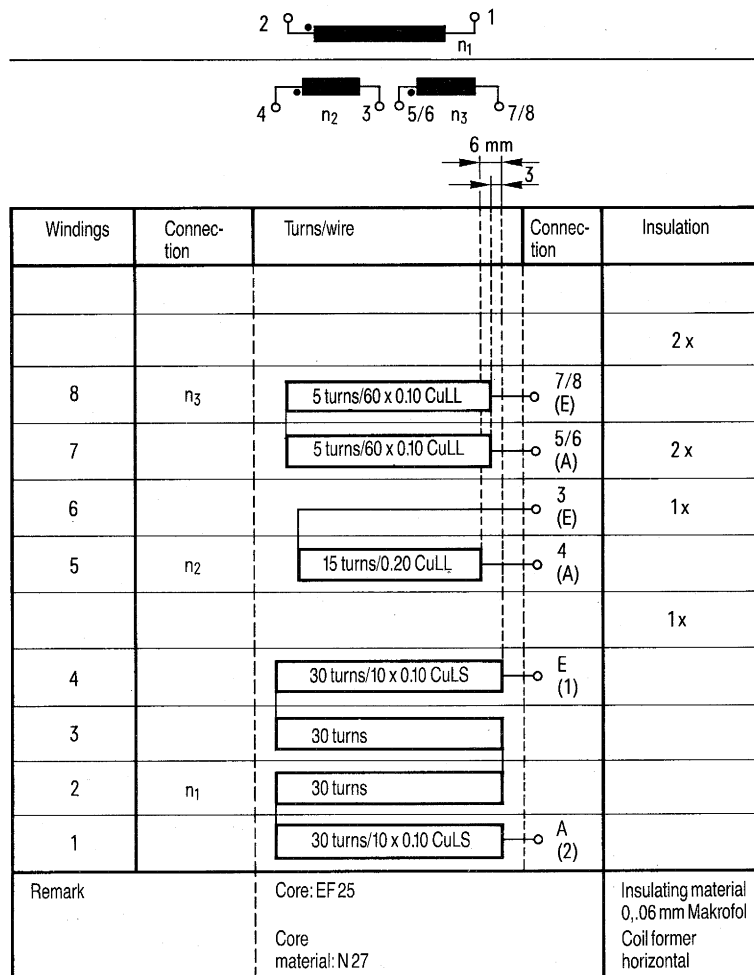 2 1
n1
4 n2 3 5/6 n3 7/8
6 mm
3
Windings Connec-tion Turns/wire Connec-tion Insulation
2 x
8 n3 5 turns/60 x 0.10 CuLL 7/8 (E)
7 5 turns/60 x 0.10 CuLL 5/6 (A) 2 x
6 3 (E) 1 x
5 n2 15 turns/0.20 CuLL 4 (A)
1 x
4 30 turns/10 x 0.10 CuLS E (1)
3 30 turns
2 n1 30 turns
1 30 turns/10 x 0.10 CuLS A (2)
Remark Core: EF 25 Insulating material
0,.06 mm Makrofol
Core Coil former
material: N 27 horizontal